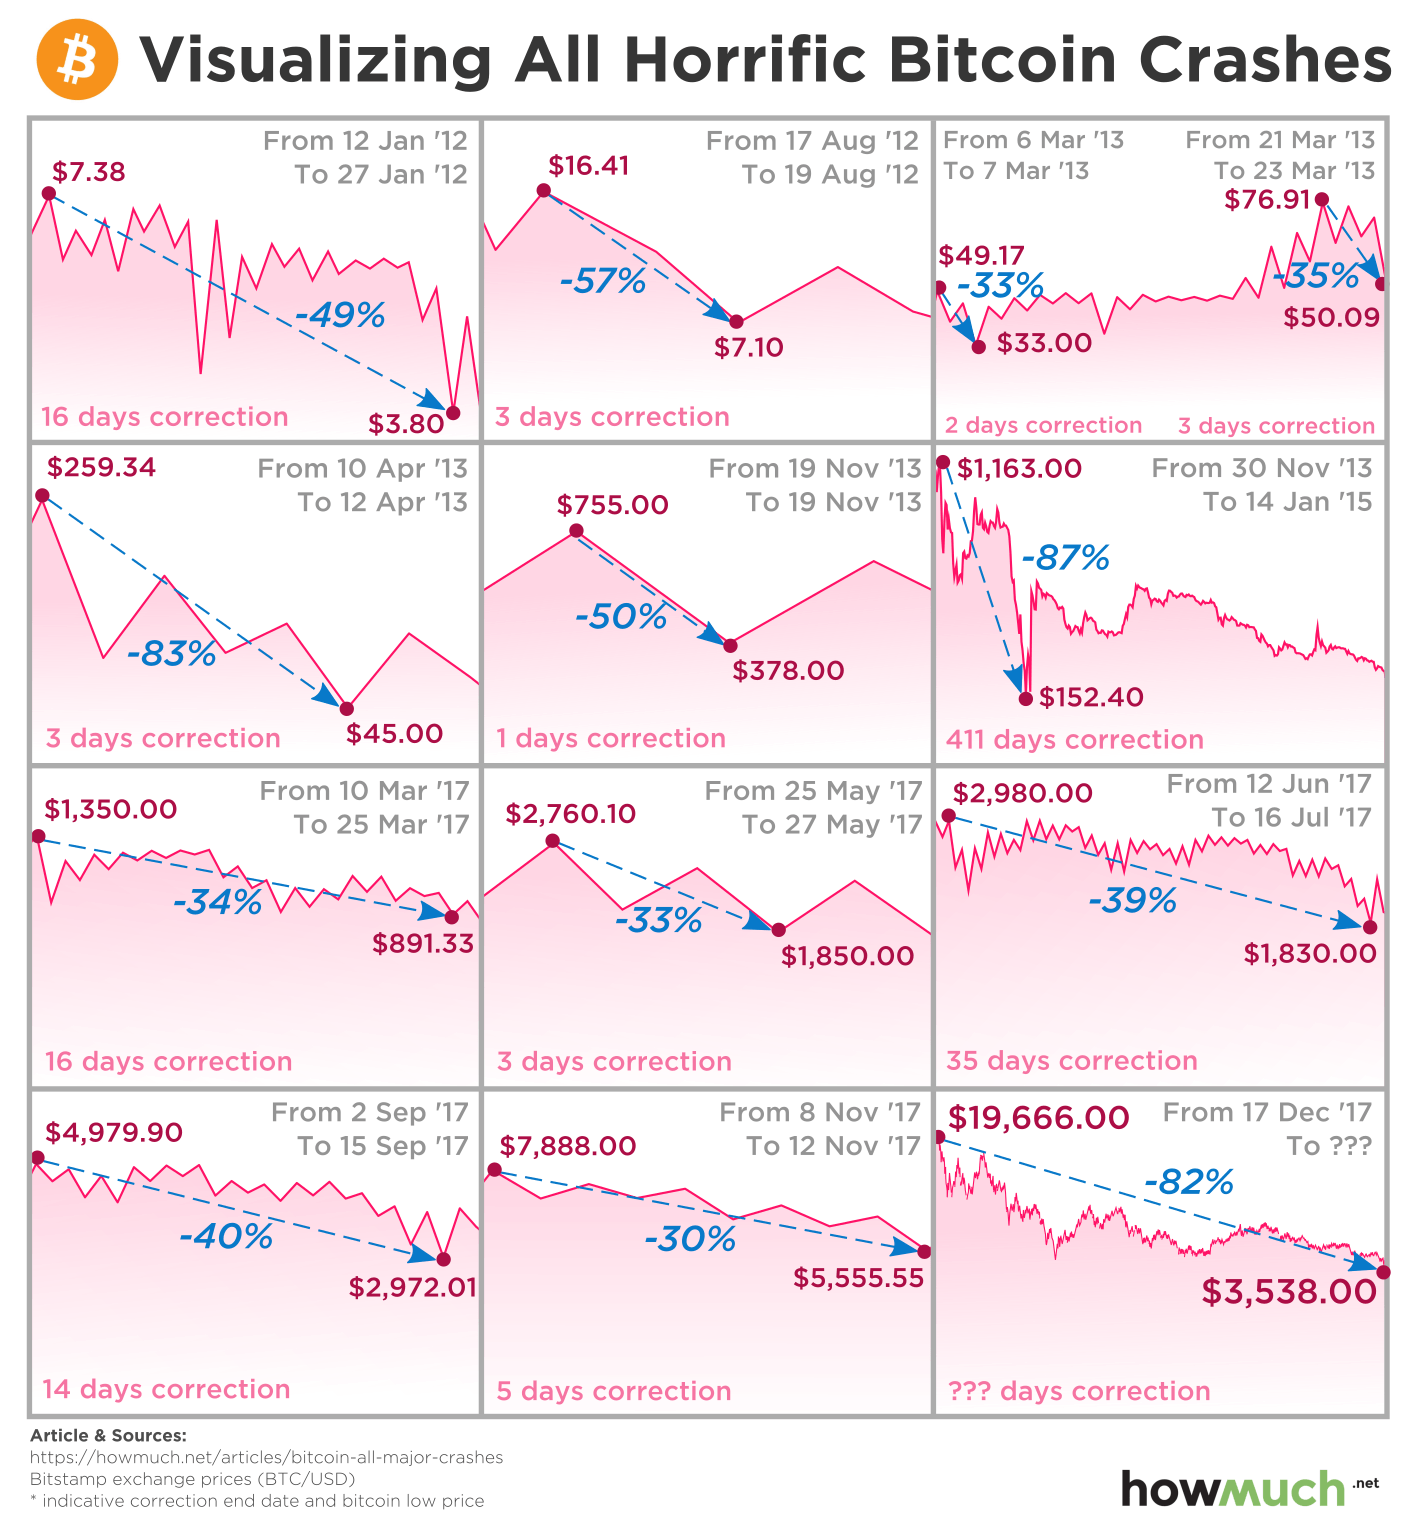 Visualizing All Horrific Bitcoin Crashes
From 12 Jan '12
To 27 Jan '12
$7.38
-49%
$3.80
16 days correction
From 17 Aug '12
To 19 Aug '12
$16.41
-57%
$7.10
3 days correction
From 6 Mar '13
To 7 Mar '13
$49.17
-33%
$33.00
2 days correction
From 21 Mar '13
To 23 Mar '13
$76.91
-35%
$50.09
3 days correction
$259.34
From 10 Apr '13
To 12 Apr '13
-83%
$45.00
3 days correction
From 19 Nov '13
To 19 Nov '13
$755.00
-50%
$378.00
1 days correction
$1,163.00
From 30 Nov '13
To 14 Jan '15
-87%
$152.40
411 days correction
From 10 Mar '17
To 25 Mar '17
$1,350.00
-34%
$891.33
16 days correction
From 25 May '17
To 27 May '17
$2,760.10
-33%
$1,850.00
3 days correction
From 12 Jun '17
To 16 Jul '17
$2,980.00
-39%
$1,830.00
35 days correction
From 2 Sep '17
To 15 Sep '17
$4,979.90
-40%
$2,972.01
14 days correction
From 8 Nov '17
To 12 Nov '17
$7,888.00
-30%
$5,555.55
5 days correction
$19,666.00
From 17 Dec '17
To ???
-82%
$3,538.00
??? days correction
Article & Sources:
https://howmuch.net/articles/bitcoin-all-major-crashes
Bitstamp exchange prices (BTC/USD)
* indicative correction end date and bitcoin low price
howmuch.net